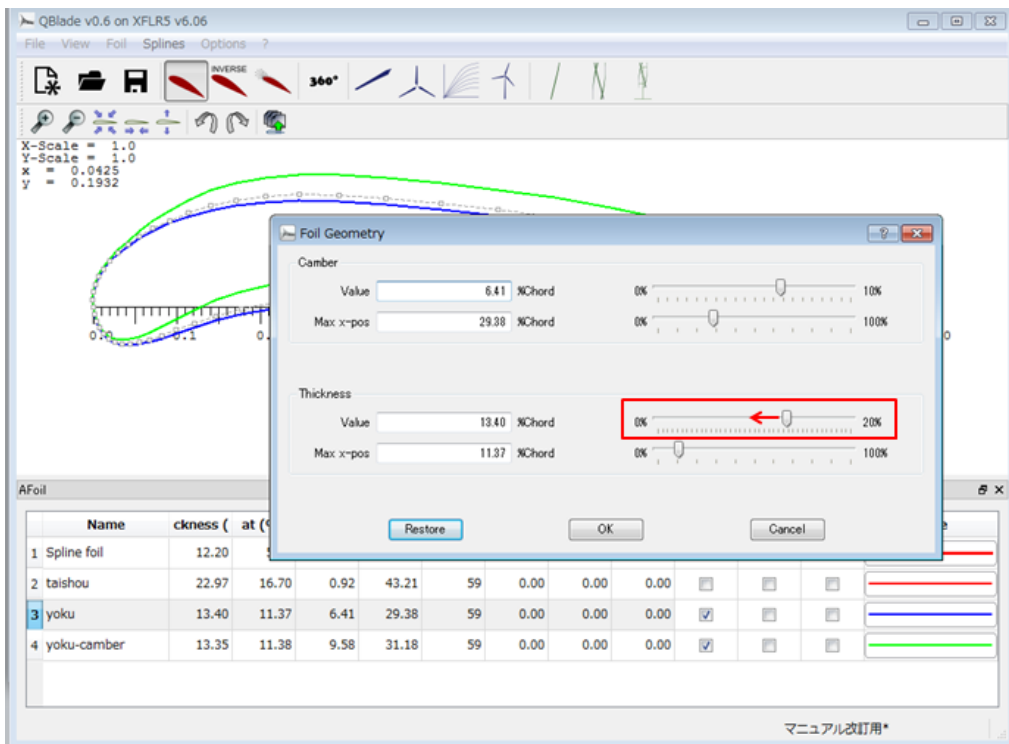 QBlade v0.6 on XFLR5 v6.06
File View Foil Splines Options ?
INVERSE
360°
X-Scale = 1.0
Y-Scale = 1.0
x = 0.0425
y = 0.1932
0.0 0.1 0. 0
Foil Geometry
Camber
Value 6.41 %Chord 0% 10%
Max x-pos 29.38 %Chord 0% 100%
Thickness
Value 13.40 %Chord 0% 20%
Max x-pos 11.37 %Chord 0% 100%
Restore OK Cancel
AFoil
Name ckness ( at (%
1 Spline foil 12.20
2 taishou 22.97 16.70 0.92 43.21 59 0.00 0.00 0.00
3 yoku 13.40 11.37 6.41 29.38 59 0.00 0.00 0.00
4 yoku-camber 13.35 11.38 9.58 31.18 59 0.00 0.00 0.00
マニュアル改訂用*